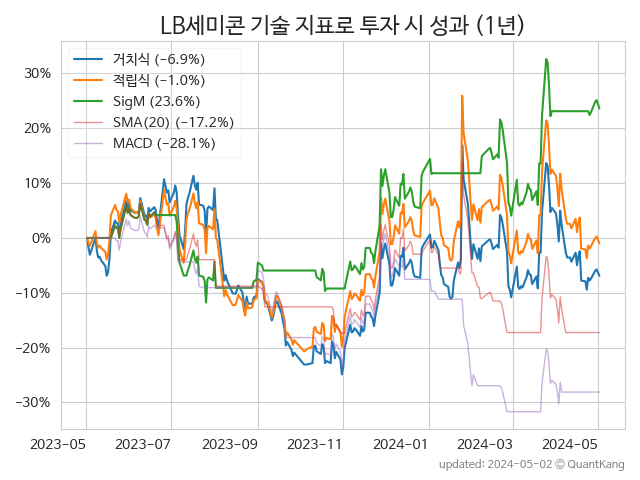 LB세미콘 기술 지표로 투자 시 성과 (1년)
거치식 (−6.9%)
적립식 (−1.0%)
SigM (23.6%)
SMA(20) (−17.2%)
MACD (−28.1%)
30%
20%
10%
0%
−10%
−20%
−30%
2023-05 2023-07 2023-09 2023-11 2024-01 2024-03 2024-05
updated: 2024-05-02 © QuantKang